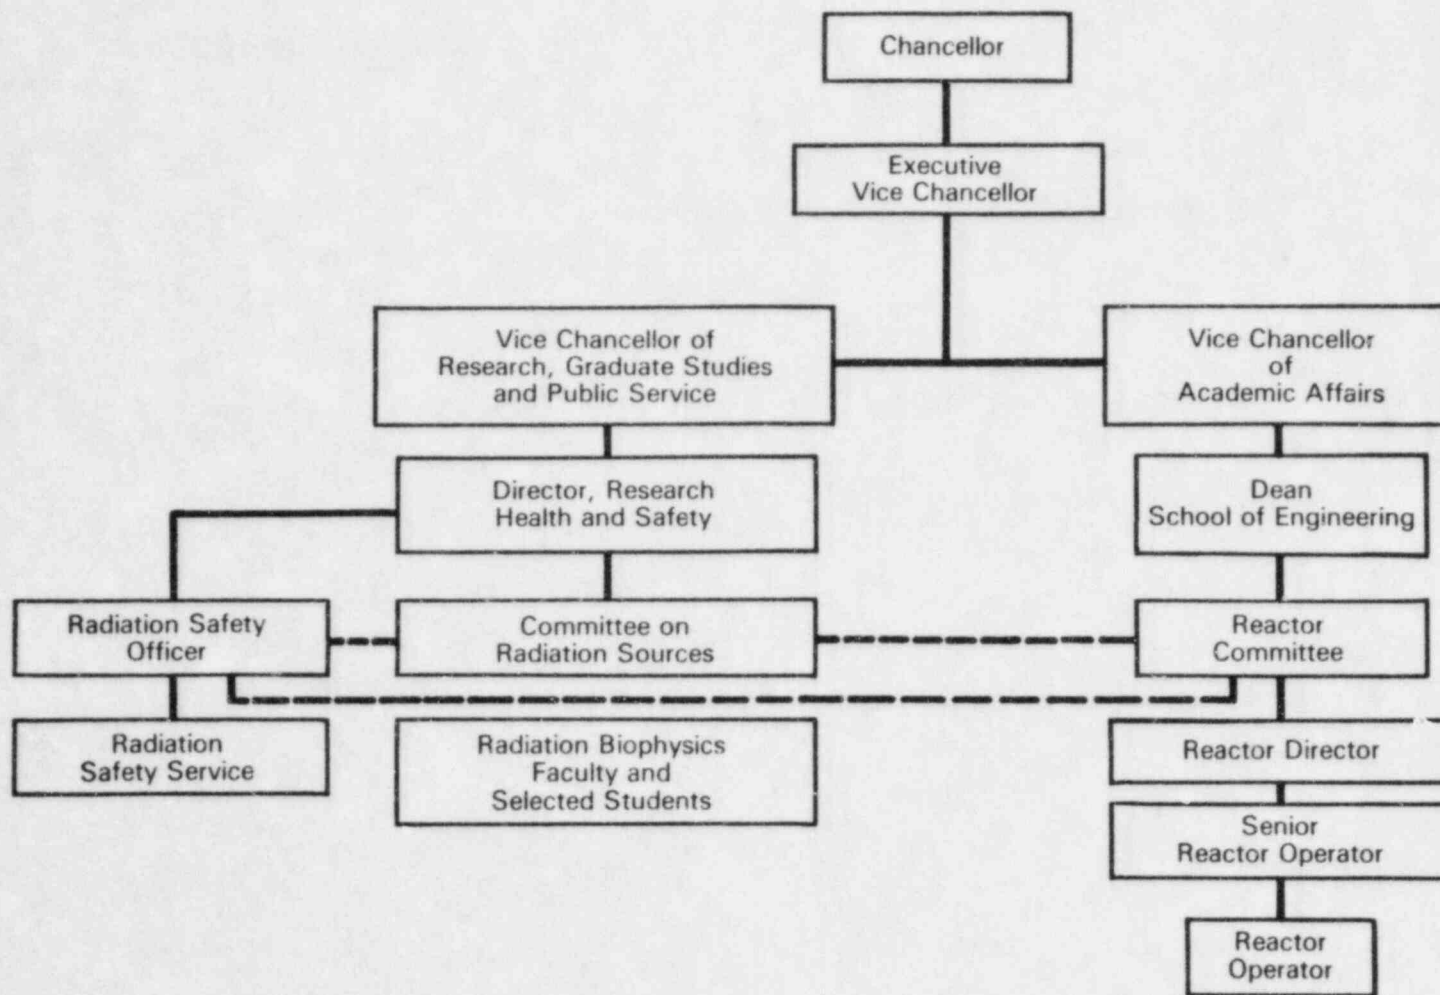 Chancellor
Executive
Vice Chancellor
Vice Chancellor of
Research, Graduate Studies
and Public Service
Vice Chancellor
of
Academic Affairs
Director, Research
Health and Safety
Dean
School of Engineering
Radiation Safety
Officer
Committee on
Radiation Sources
Reactor
Committee
Radiation
Safety Service
Radiation Biophysics
Faculty and
Selected Students
Reactor Director
Senior
Reactor Operator
Reactor
Operator